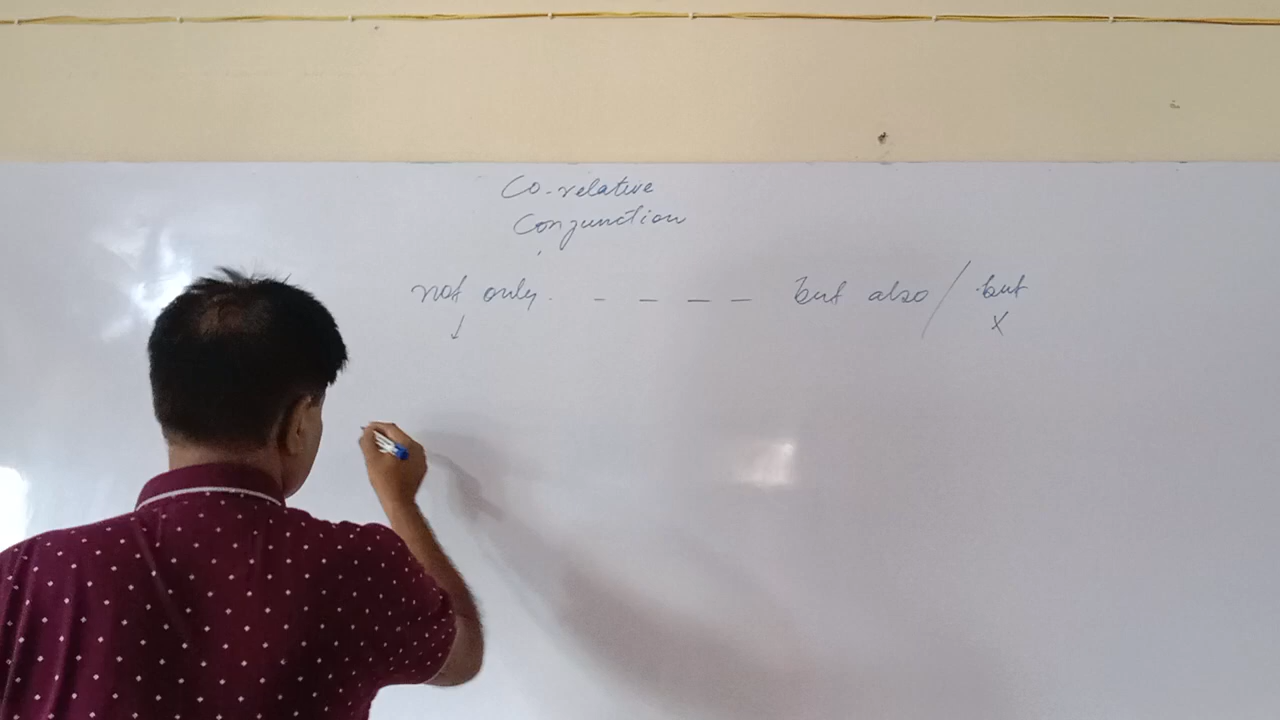 Co-relative
Conjunction
not only. - - - - but also / but
↓ x